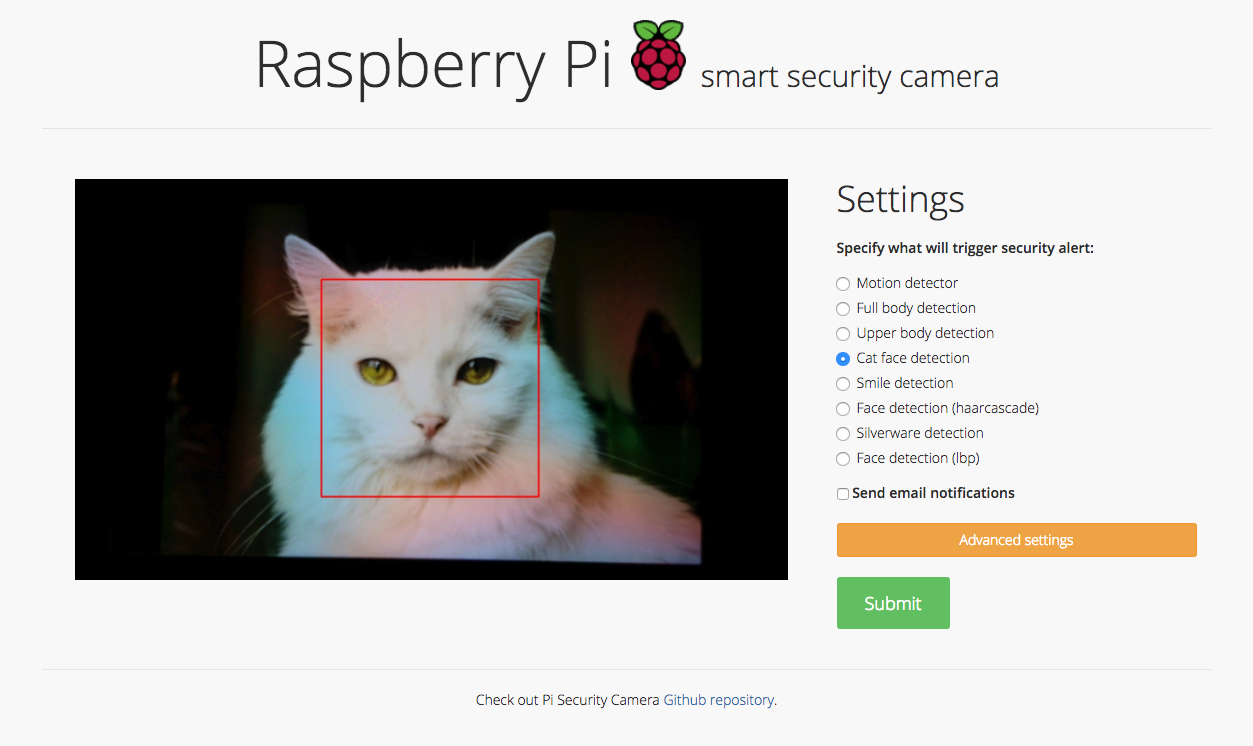 Raspberry Pi smart security camera
Settings
Specify what will trigger security alert:
Motion detector
Full body detection
Upper body detection
Cat face detection
Smile detection
Face detection (haarcascade)
Silverware detection
Face detection (lbp)
Send email notifications
Advanced settings
Submit
Check out Pi Security Camera Github repository.